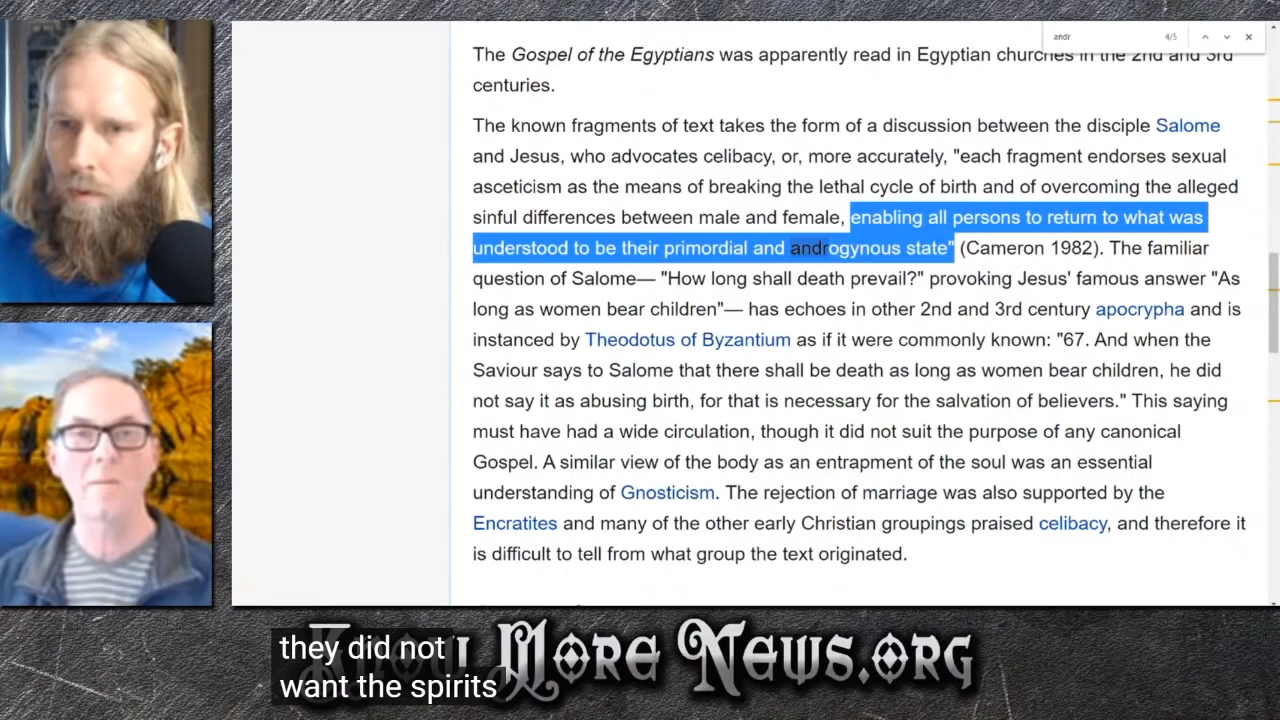 andr 4/5
The Gospel of the Egyptians was apparently read in Egyptian churches in the 2nd and 3rd
centuries.
The known fragments of text takes the form of a discussion between the disciple Salome
and Jesus, who advocates celibacy, or, more accurately, "each fragment endorses sexual
asceticism as the means of breaking the lethal cycle of birth and of overcoming the alleged
sinful differences between male and female, enabling all persons to return to what was
understood to be their primordial and androgynous state" (Cameron 1982). The familiar
question of Salome— "How long shall death prevail?" provoking Jesus' famous answer "As
long as women bear children"— has echoes in other 2nd and 3rd century apocrypha and is
instanced by Theodotus of Byzantium as if it were commonly known: "67. And when the
Saviour says to Salome that there shall be death as long as women bear children, he did
not say it as abusing birth, for that is necessary for the salvation of believers." This saying
must have had a wide circulation, though it did not suit the purpose of any canonical
Gospel. A similar view of the body as an entrapment of the soul was an essential
understanding of Gnosticism. The rejection of marriage was also supported by the
Encratites and many of the other early Christian groupings praised celibacy, and therefore it
is difficult to tell from what group the text originated.
they did not
want the spirits
Know More News.org